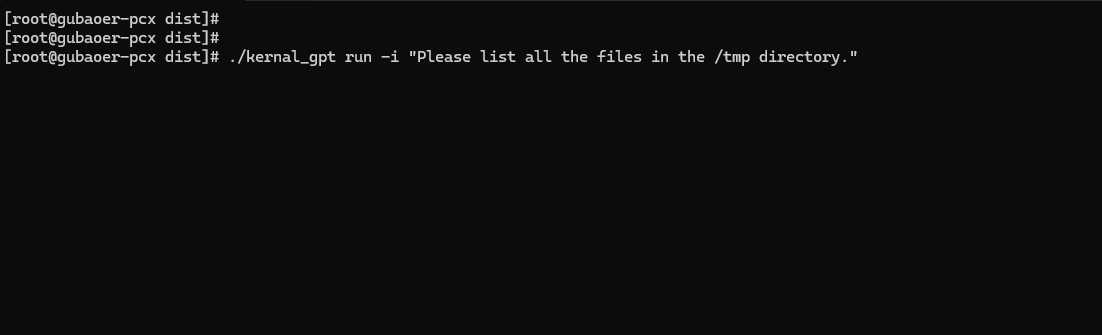 [root@gubaoer-pcx dist]#
[root@gubaoer-pcx dist]#
[root@gubaoer-pcx dist]# ./kernal_gpt run -i "Please list all the files in the /tmp directory."